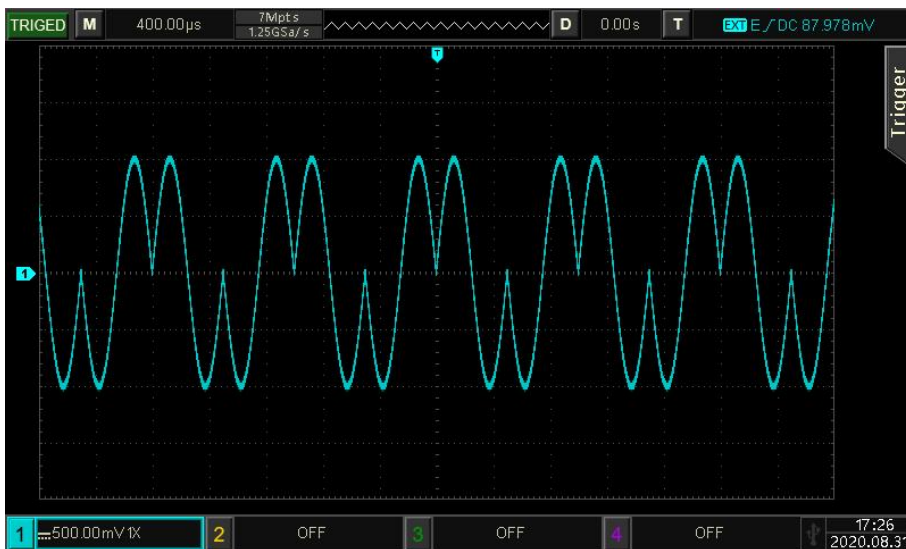 TRIGED M 400.00µs 7Mpts D 0.00s T EXT E DC 87.978mV
1.25GSa/s
T
Trigger
1
1 500.00mV 1X 2 OFF 3 OFF 4 OFF 17:26
2020.08.31